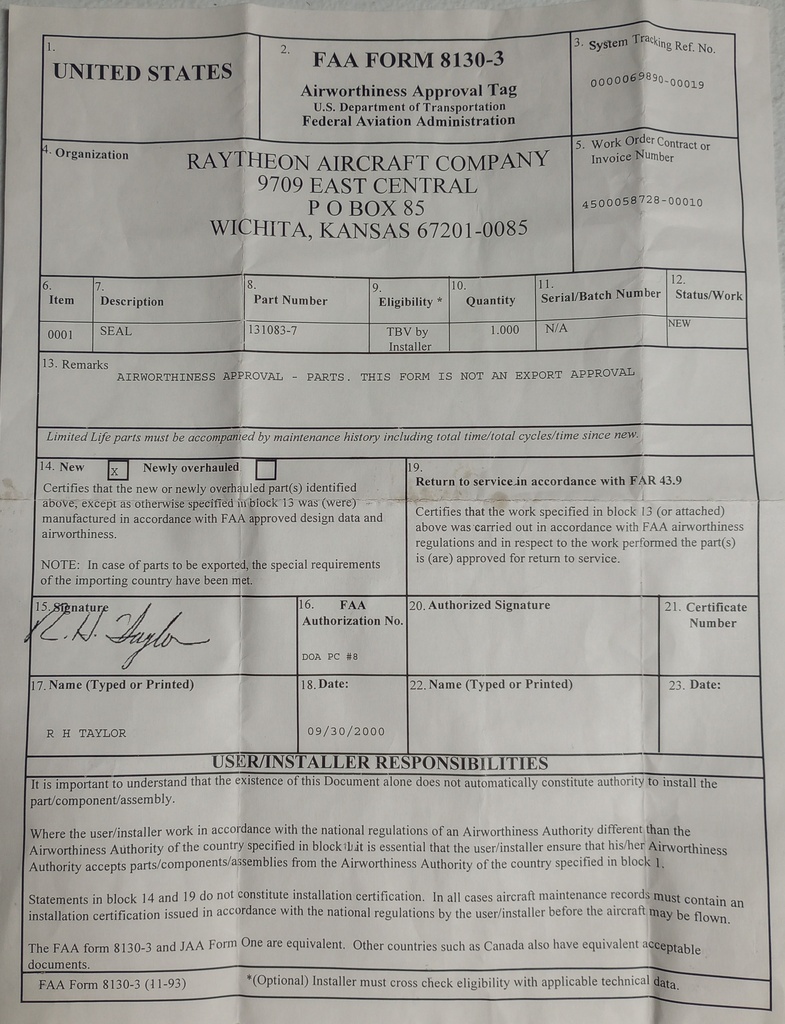 1.
UNITED STATES
2.
FAA FORM 8130-3
Airworthiness Approval Tag
U.S. Department of Transportation
Federal Aviation Administration
3. System Tracking Ref. No.
0000069890-00019
4. Organization
RAYTHEON AIRCRAFT COMPANY
9709 EAST CENTRAL
P O BOX 85
WICHITA, KANSAS 67201-0085
5. Work Order Contract or
Invoice Number
4500058728-00010
6.
Item
7.
Description
8.
Part Number
9.
Eligibility *
10.
Quantity
11.
Serial/Batch Number
12.
Status/Work
0001
SEAL
131083-7
TBV by
Installer
1.000
N/A
NEW
13. Remarks
AIRWORTHINESS APPROVAL - PARTS. THIS FORM IS NOT AN EXPORT APPROVAL
Limited Life parts must be accompanied by maintenance history including total time/total cycles/time since new.
14. New X Newly overhauled
Certifies that the new or newly overhauled part(s) identified
above, except as otherwise specified in block 13 was (were)
manufactured in accordance with FAA approved design data and
airworthiness.
NOTE: In case of parts to be exported, the special requirements
of the importing country have been met.
19.
Return to service in accordance with FAR 43.9
Certifies that the work specified in block 13 (or attached)
above was carried out in accordance with FAA airworthiness
regulations and in respect to the work performed the part(s)
is (are) approved for return to service.
15. Signature
R. H. Taylor
16. FAA
Authorization No.
DOA PC #8
20. Authorized Signature
21. Certificate
Number
17. Name (Typed or Printed)
R H TAYLOR
18. Date:
09/30/2000
22. Name (Typed or Printed)
23. Date:
USER/INSTALLER RESPONSIBILITIES
It is important to understand that the existence of this Document alone does not automatically constitute authority to install the
part/component/assembly.
Where the user/installer work in accordance with the national regulations of an Airworthiness Authority different than the
Airworthiness Authority of the country specified in block 1 it is essential that the user/installer ensure that his/her Airworthiness
Authority accepts parts/components/assemblies from the Airworthiness Authority of the country specified in block 1.
Statements in block 14 and 19 do not constitute installation certification. In all cases aircraft maintenance records must contain an
installation certification issued in accordance with the national regulations by the user/installer before the aircraft may be flown.
The FAA form 8130-3 and JAA Form One are equivalent. Other countries such as Canada also have equivalent acceptable
documents.
FAA Form 8130-3 (11-93)
*(Optional) Installer must cross check eligibility with applicable technical data.